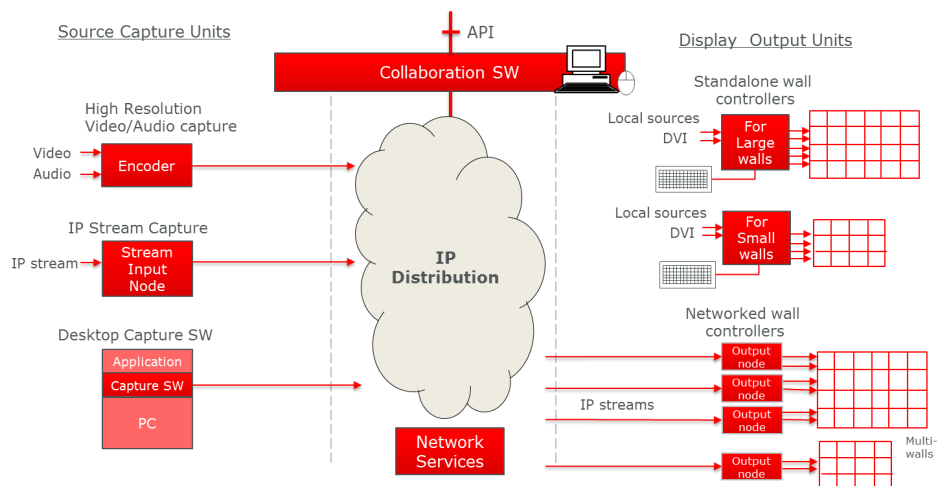 Source Capture Units
API
Collaboration SW
Display Output Units
High Resolution
Video/Audio capture
Video
Audio
Encoder
IP Stream Capture
IP stream
Stream
Input
Node
Desktop Capture SW
Application
Capture SW
PC
IP
Distribution
Network
Services
Standalone wall
controllers
Local sources
DVI
For
Large
walls
Local sources
DVI
For
Small
walls
Networked wall
controllers
IP streams
Output
node
Output
node
Output
node
Output
node
Multi-
walls